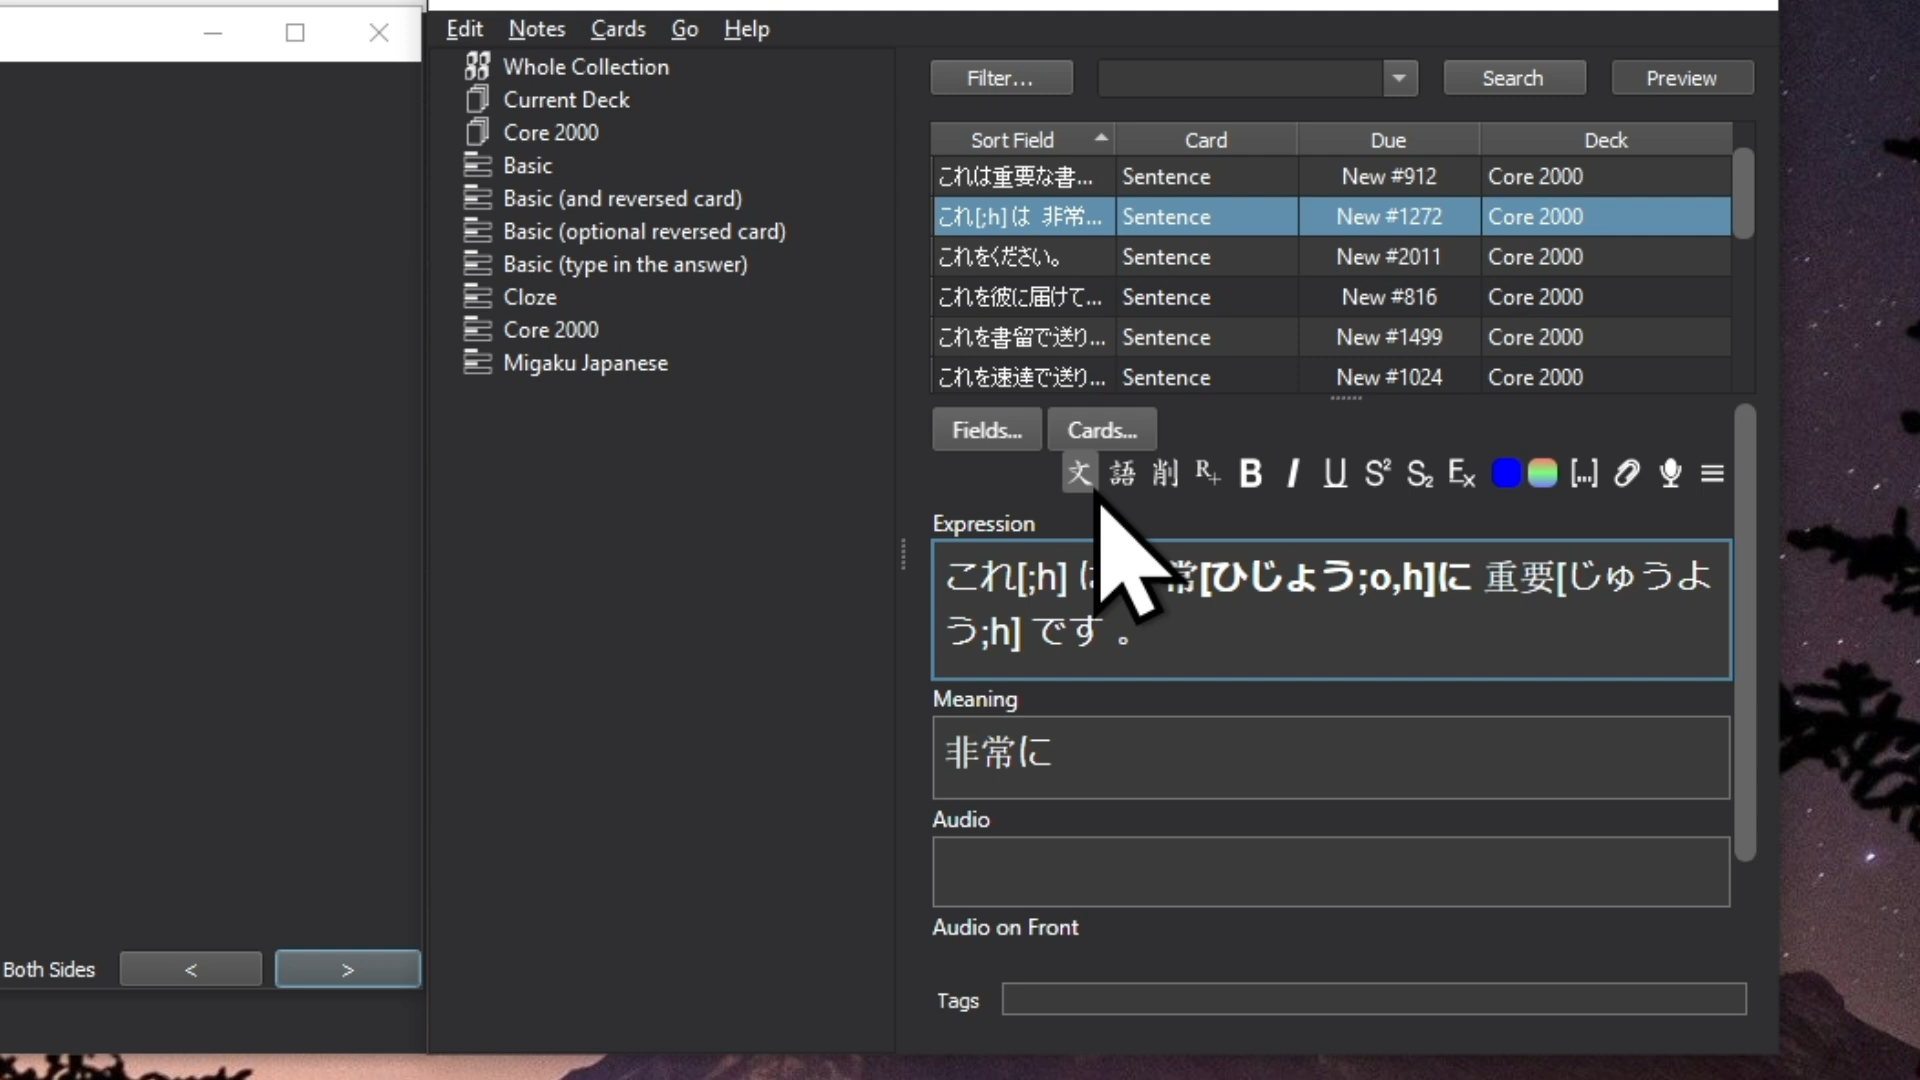 Edit Notes Cards Go Help
Whole Collection
Current Deck
Core 2000
Basic
Basic (and reversed card)
Basic (optional reversed card)
Basic (type in the answer)
Cloze
Core 2000
Migaku Japanese
Both Sides < >
Filter... Search Preview
Sort Field Card Due Deck
これは重要な書... Sentence New #912 Core 2000
これ[;h] は 非常... Sentence New #1272 Core 2000
これをください。 Sentence New #2011 Core 2000
これを彼に届けて... Sentence New #816 Core 2000
これを書留で送り... Sentence New #1499 Core 2000
これを速達で送り... Sentence New #1024 Core 2000
Fields... Cards...
文 語 削 R+ B I U S² S₂ Ex [...]
Expression
これ[;h] は 常[ひじょう;o,h]に 重要[じゅうよ
う;h] です 。
Meaning
非常に
Audio
Audio on Front
Tags